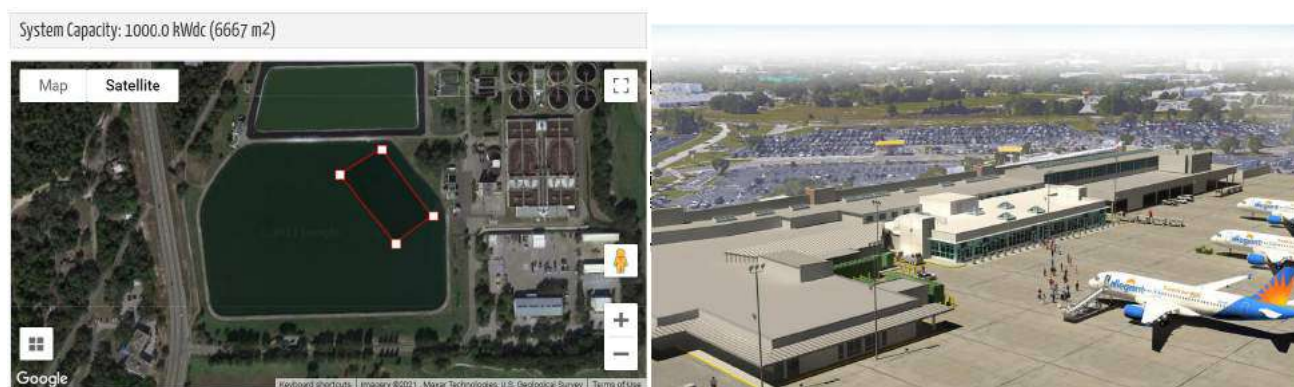 System Capacity: 1000.0 kWdc (6667 m2)
Map
Satellite
Google
Keyboard shortcuts
Imagery ©2021 , Maxar Technologies, U.S. Geological Survey
Terms of Use
allegiant
allegiant